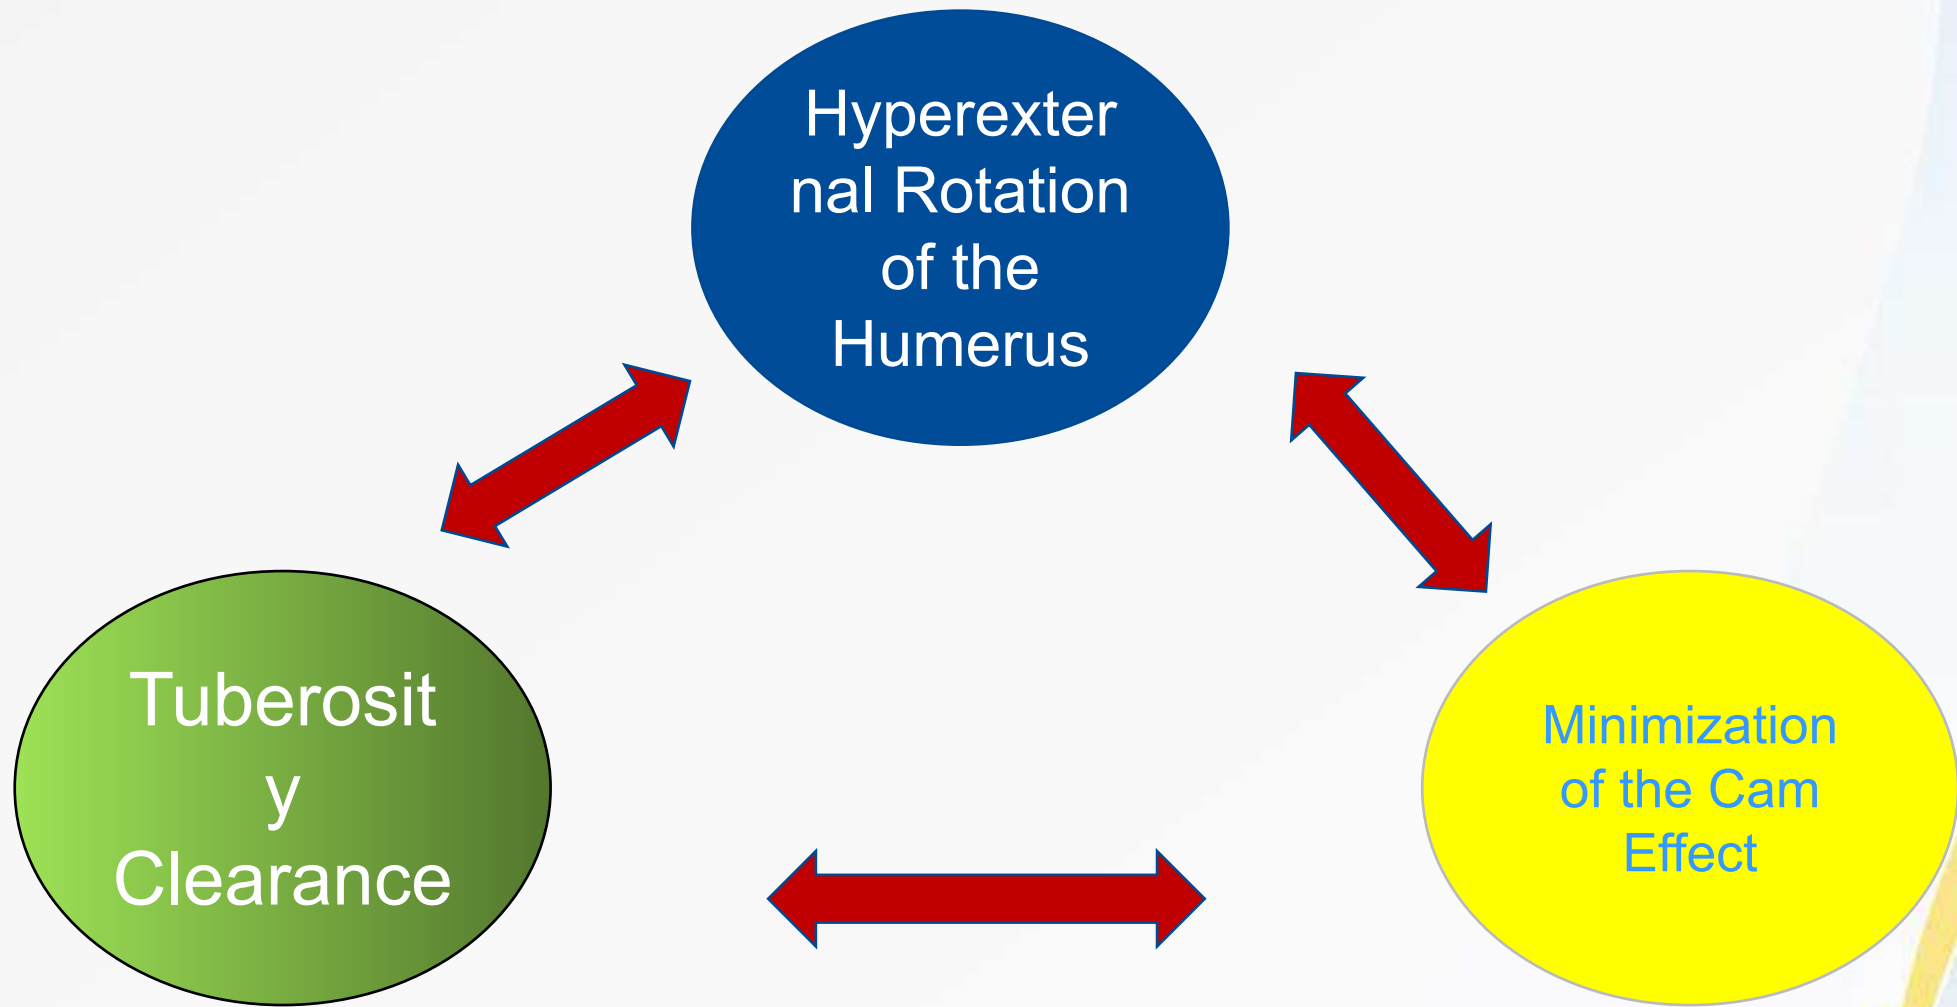 Hyperexter
nal Rotation
of the
Humerus
Tuberosit
y
Clearance
Minimization
of the Cam
Effect